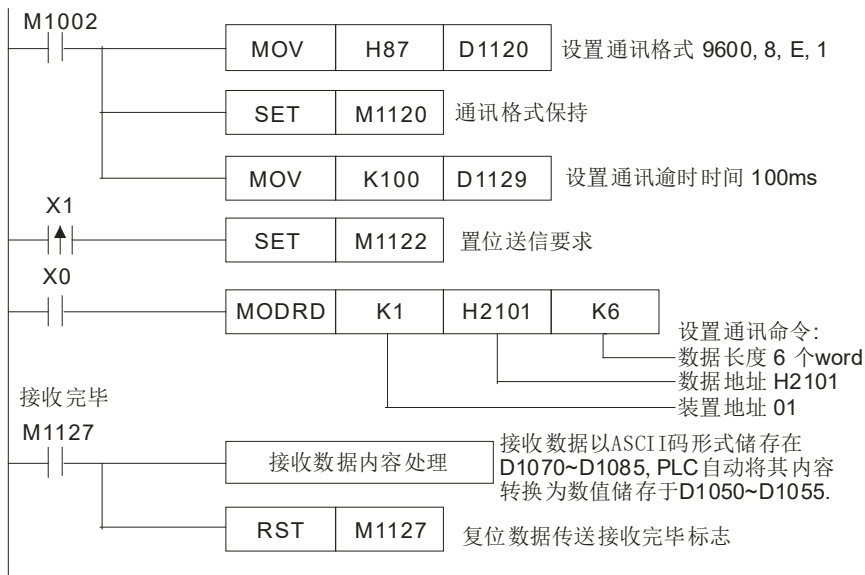 M1002
MOV H87 D1120 设置通讯格式 9600, 8, E, 1
SET M1120 通讯格式保持
MOV K100 D1129 设置通讯逾时时间 100ms
X1
SET M1122 置位送信要求
X0
MODRD K1 H2101 K6
设置通讯命令:
数据长度 6 个word
数据地址 H2101
装置地址 01
接收完毕
M1127
接收数据内容处理
接收数据以ASCII码形式储存在
D1070~D1085, PLC自动将其内容
转换为数值储存于D1050~D1055.
RST M1127 复位数据传送接收完毕标志